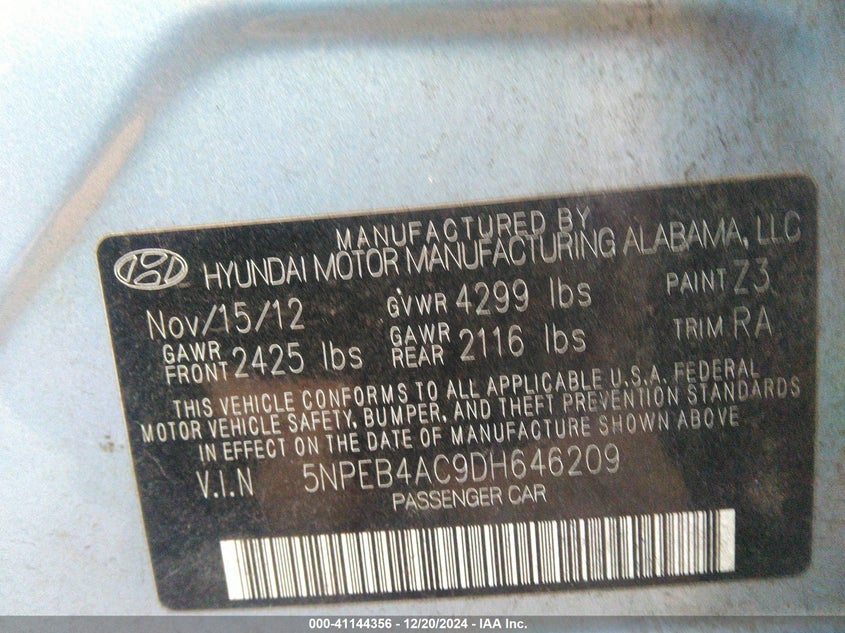 MANUFACTURED BY
HYUNDAI MOTOR MANUFACTURING ALABAMA, LLC
Nov/15/12 GVWR 4299 lbs PAINT Z3
GAWR FRONT 2425 lbs GAWR REAR 2116 lbs TRIM RA
THIS VEHICLE CONFORMS TO ALL APPLICABLE U.S.A. FEDERAL
MOTOR VEHICLE SAFETY, BUMPER, AND THEFT PREVENTION STANDARDS
IN EFFECT ON THE DATE OF MANUFACTURE SHOWN ABOVE
V.I.N 5NPEB4AC9DH646209
PASSENGER CAR
000-41144356 - 12/20/2024 - IAA Inc.